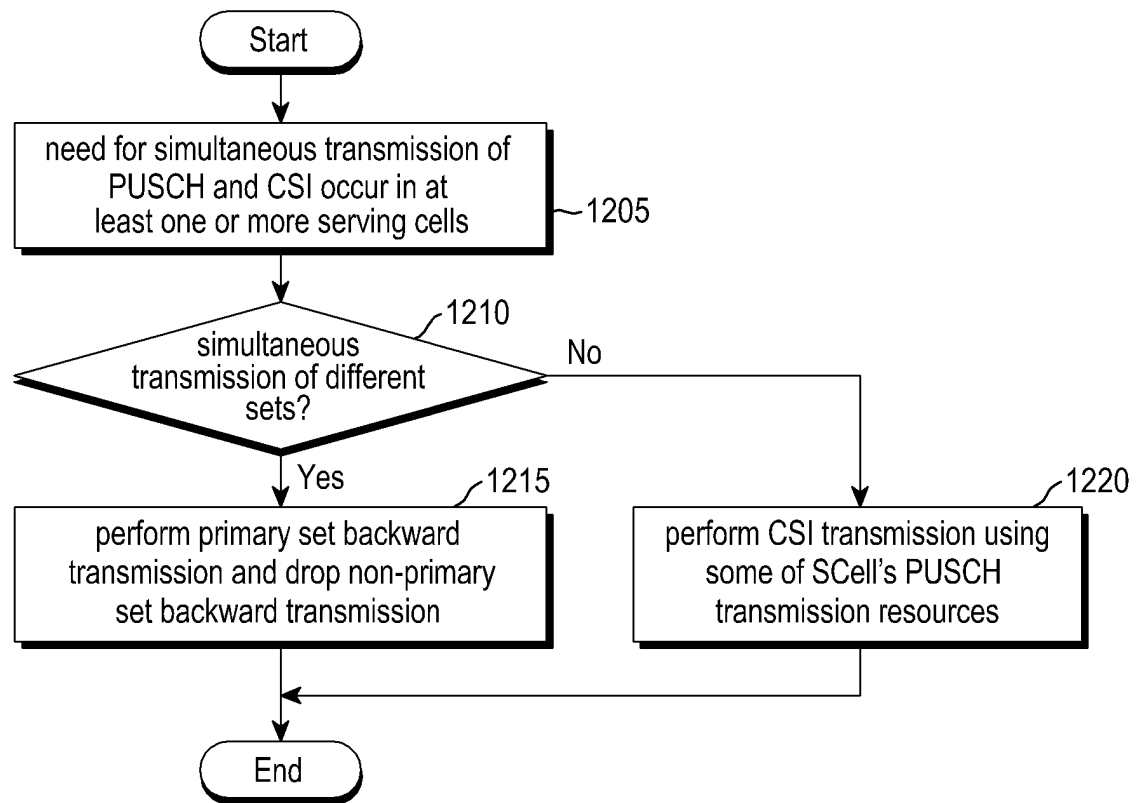 Start
need for simultaneous transmission of
PUSCH and CSI occur in at
least one or more serving cells
1205
1210
simultaneous
transmission of different
sets?
No
Yes
1215
perform primary set backward
transmission and drop non-primary
set backward transmission
1220
perform CSI transmission using
some of SCell's PUSCH
transmission resources
End